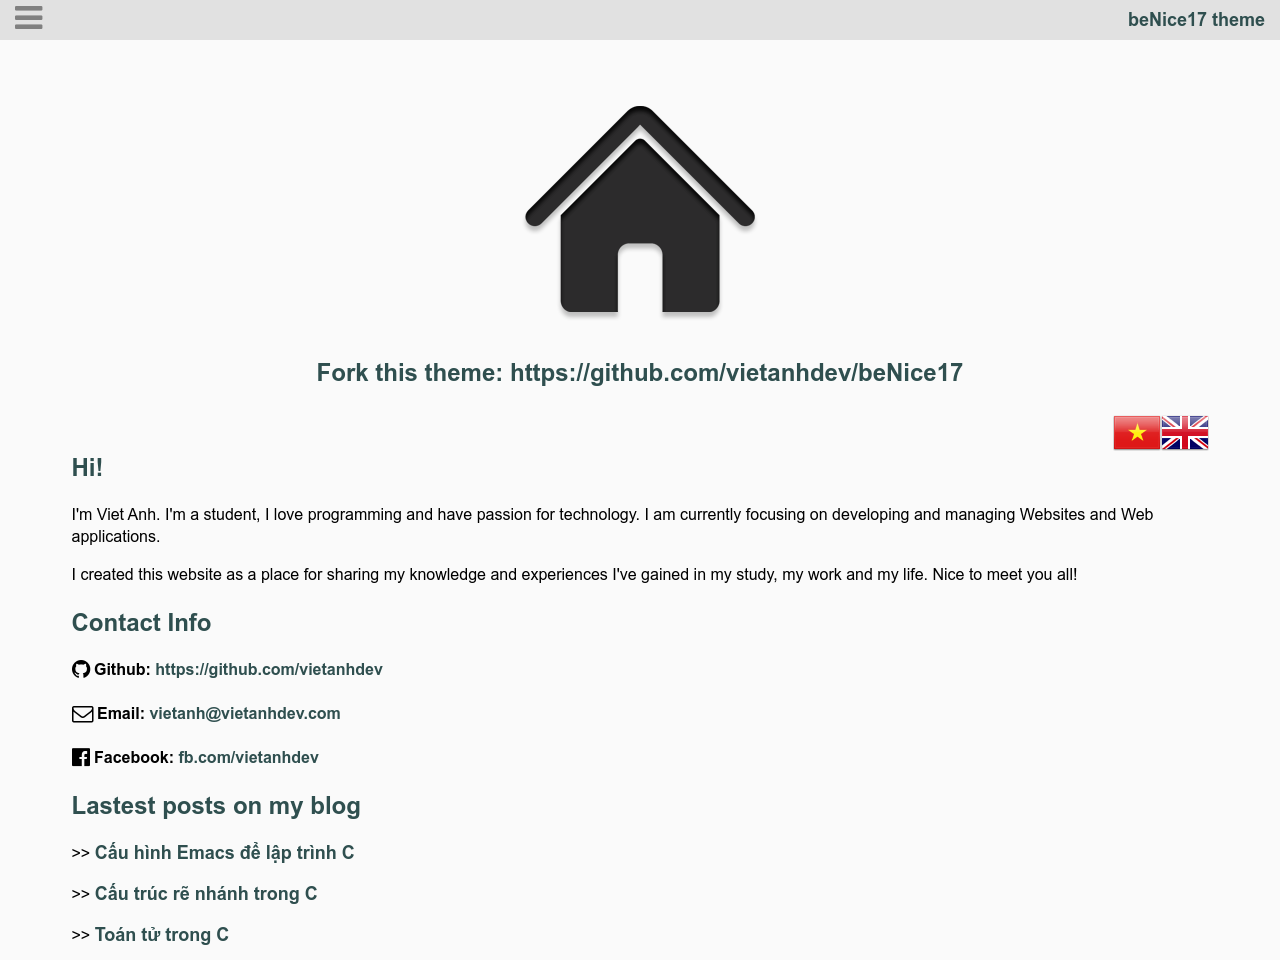 beNice17 theme
Fork this theme: https://github.com/vietanhdev/beNice17
Hi!
I'm Viet Anh. I'm a student, I love programming and have passion for technology. I am currently focusing on developing and managing Websites and Web
applications.
I created this website as a place for sharing my knowledge and experiences I've gained in my study, my work and my life. Nice to meet you all!
Contact Info
Github: https://github.com/vietanhdev
Email: vietanh@vietanhdev.com
Facebook: fb.com/vietanhdev
Lastest posts on my blog
>> Cấu hình Emacs để lập trình C
>> Cấu trúc rẽ nhánh trong C
>> Toán tử trong C